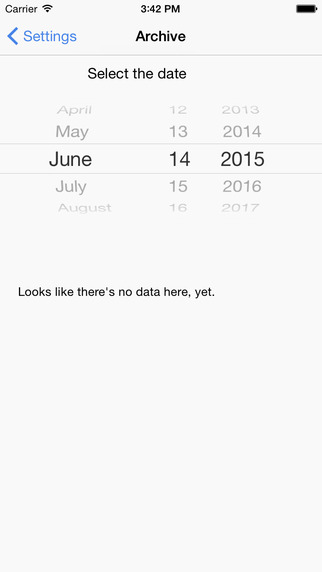 Carrier 3:42 PM
Settings Archive
Select the date
April 12 2013
May 13 2014
June 14 2015
July 15 2016
August 16 2017
Looks like there's no data here, yet.